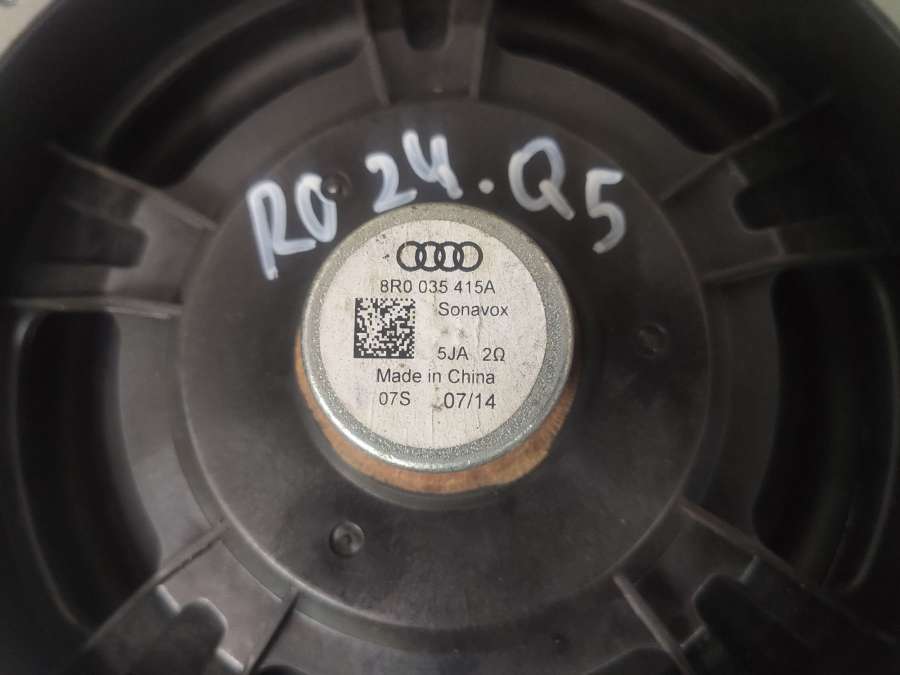 RO 24. Q5
8R0 035 415A
Sonavox
5JA 2Ω
Made in China
07S 07/14